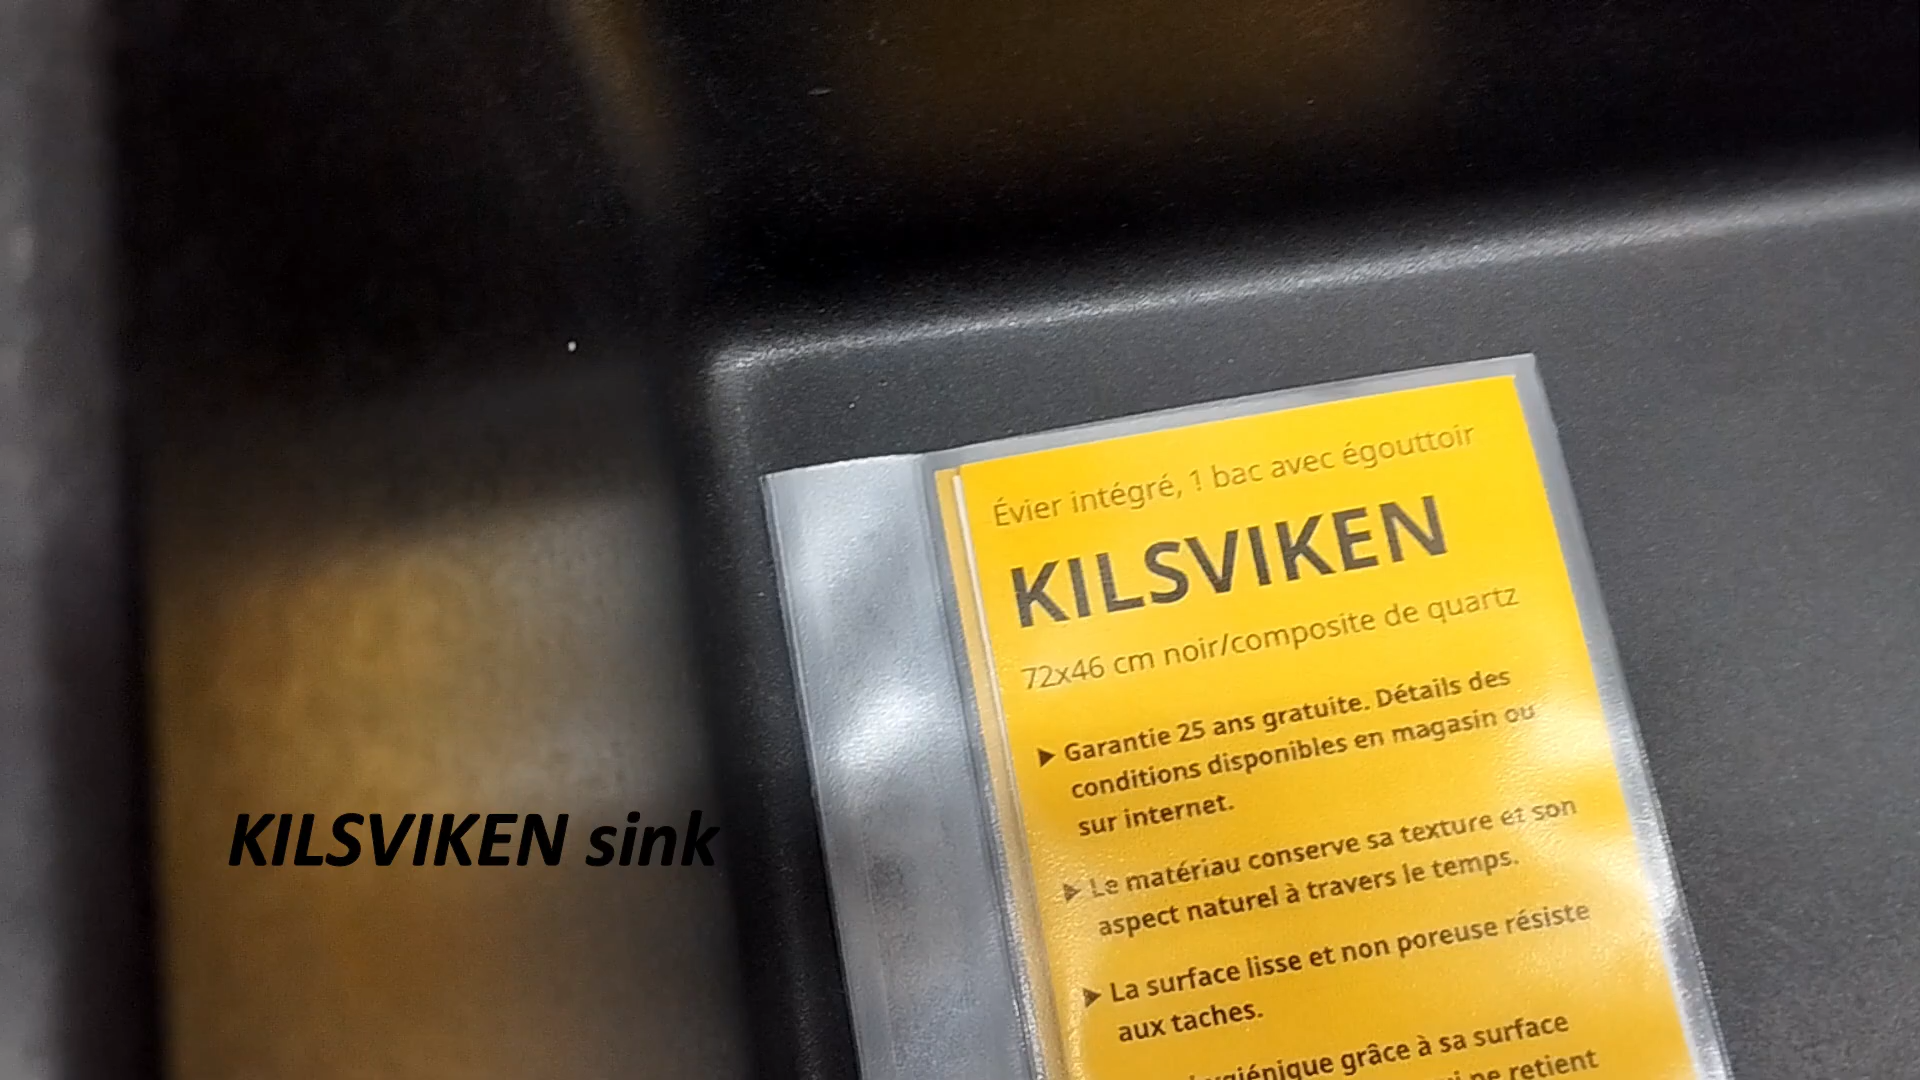 Évier intégré, 1 bac avec égouttoir
KILSVIKEN
72x46 cm noir/composite de quartz
▶ Garantie 25 ans gratuite. Détails des
conditions disponibles en magasin ou
sur internet.
▶ Le matériau conserve sa texture et son
aspect naturel à travers le temps.
▶ La surface lisse et non poreuse résiste
aux taches.
grâce à sa surface
ne retient
KILSVIKEN sink